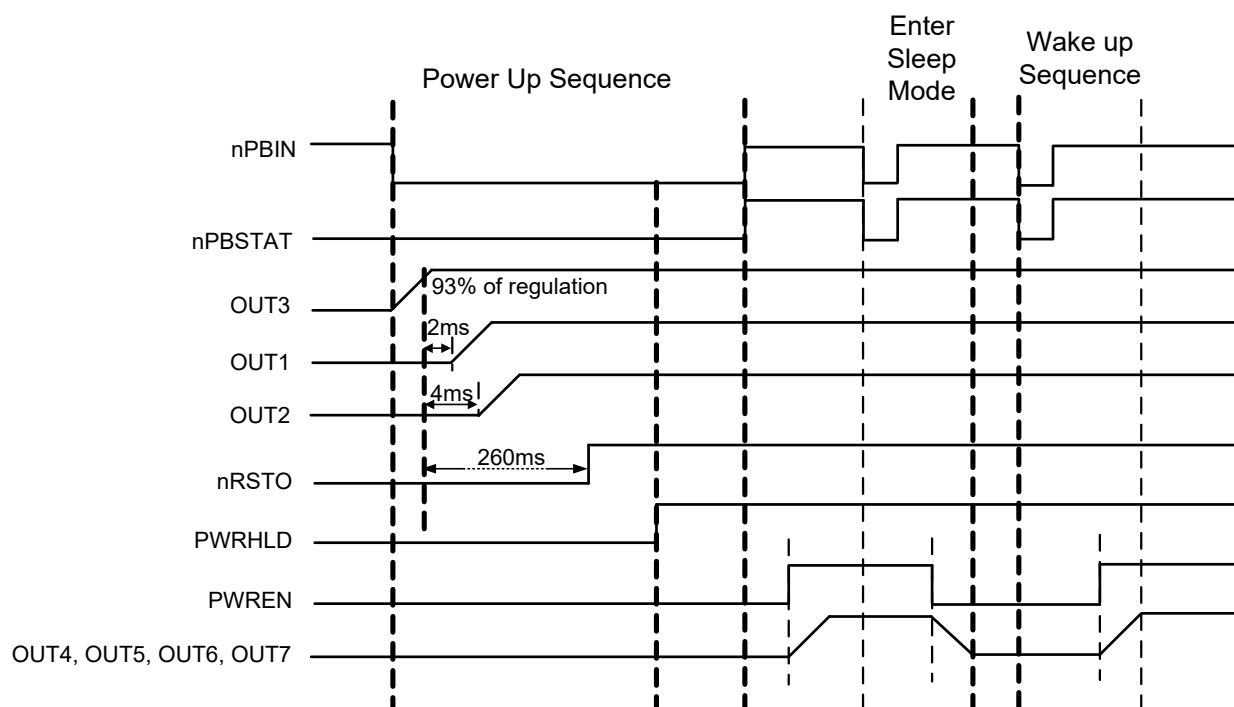 Power Up Sequence
Enter
Sleep
Mode
Wake up
Sequence
nPBIN
nPBSTAT
OUT3
93% of regulation
2ms
OUT1
4ms
OUT2
260ms
nRSTO
PWRHLD
PWREN
OUT4, OUT5, OUT6, OUT7